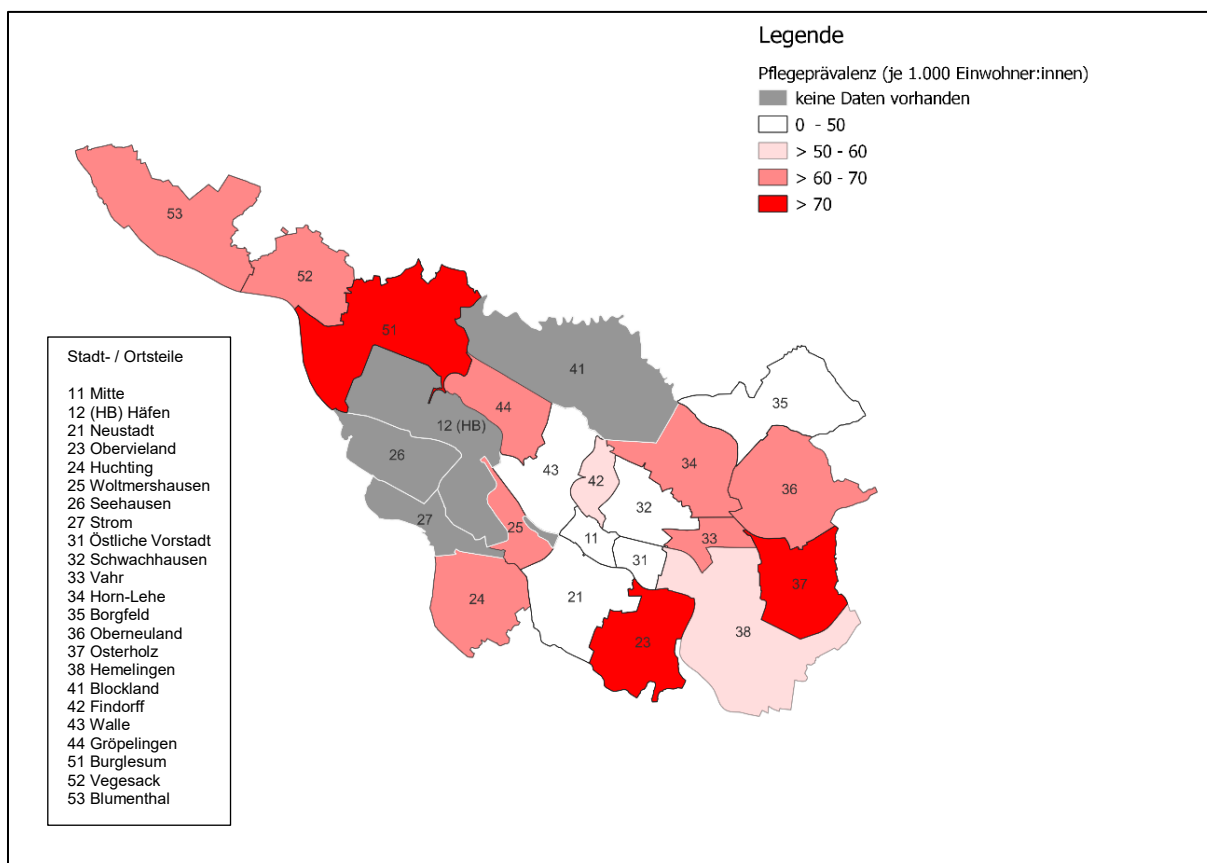 Legende
Pflegeprävalenz (je 1.000 Einwohner:innen)
keine Daten vorhanden
0 - 50
> 50 - 60
> 60 - 70
> 70
53
52
51
41
35
44
12 (HB)
26
43
42
34
36
32
27
25
11
33
31
37
24
21
23
38
Stadt- / Ortsteile
11 Mitte
12 (HB) Häfen
21 Neustadt
23 Obervieland
24 Huchting
25 Woltmershausen
26 Seehausen
27 Strom
31 Östliche Vorstadt
32 Schwachhausen
33 Vahr
34 Horn-Lehe
35 Borgfeld
36 Oberneuland
37 Osterholz
38 Hemelingen
41 Blockland
42 Findorff
43 Walle
44 Gröpelingen
51 Burglesum
52 Vegesack
53 Blumenthal